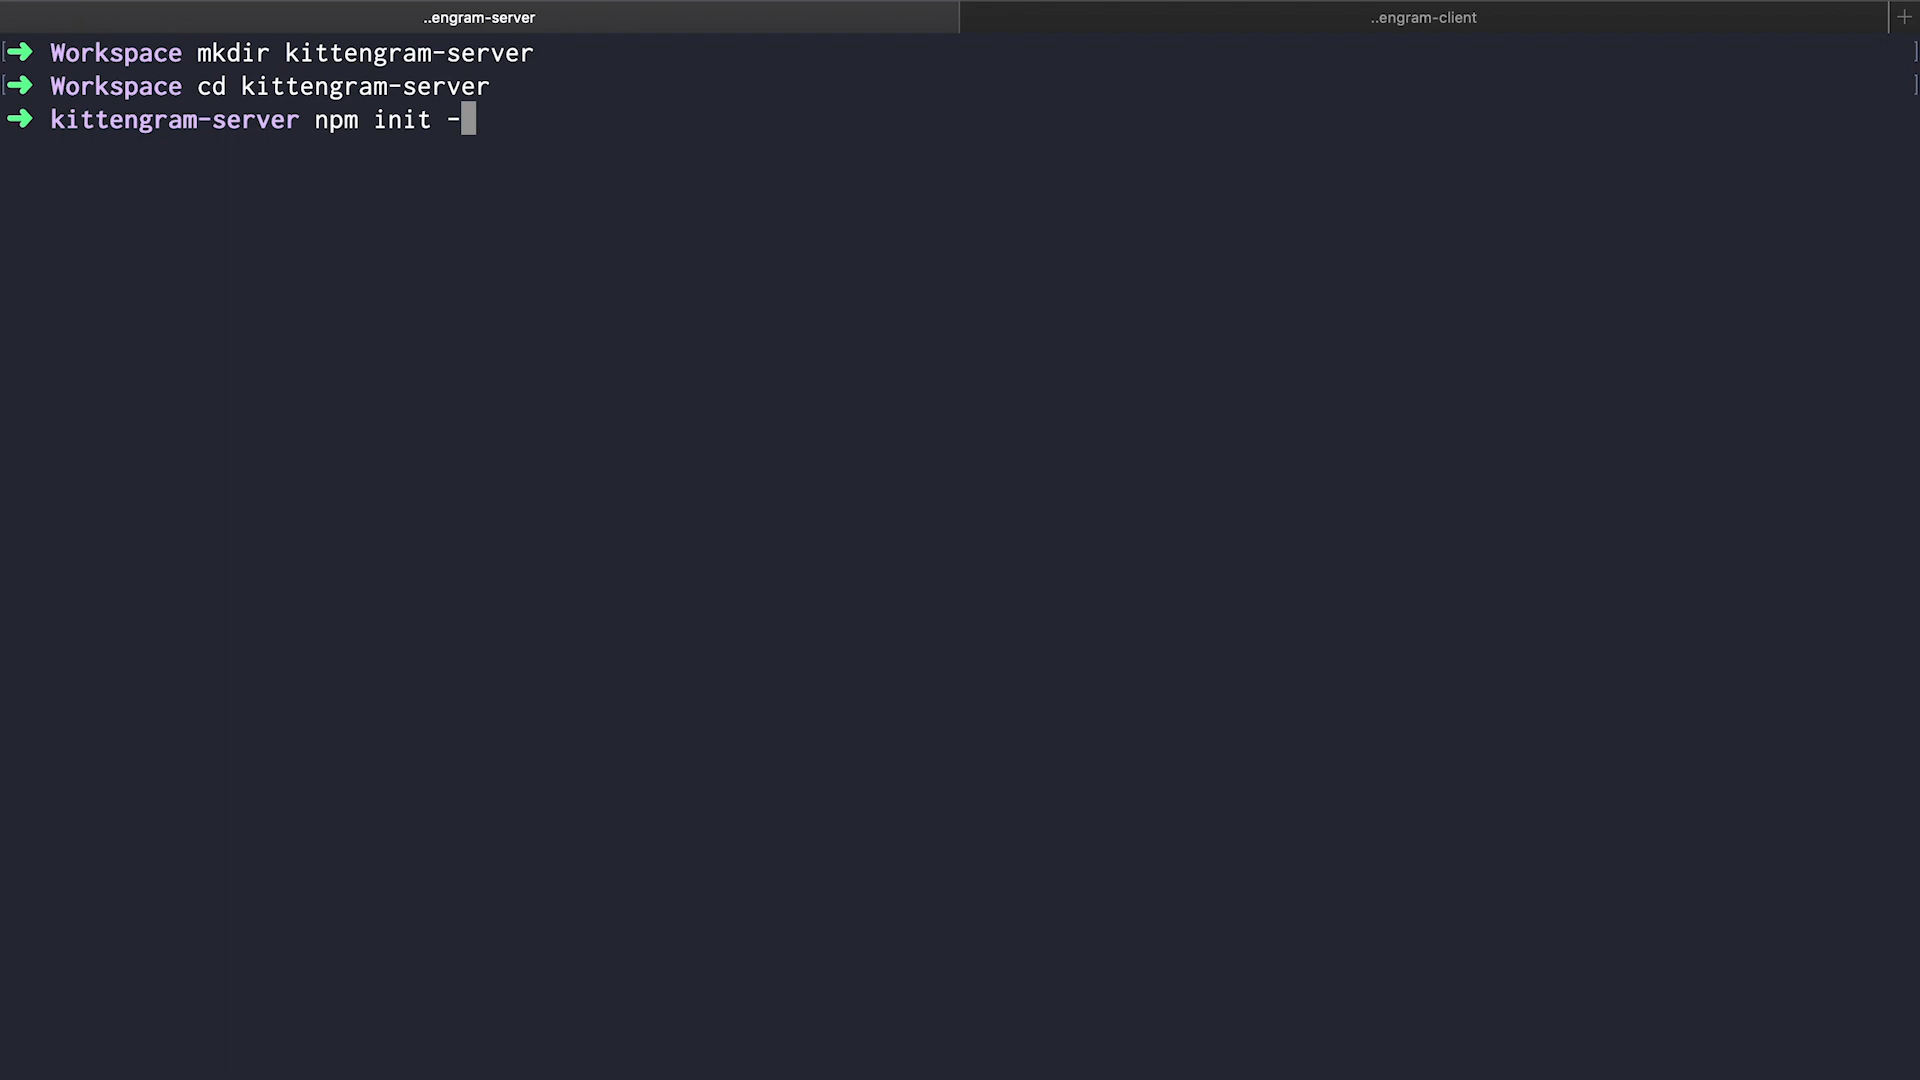 ..engram-server
..engram-client
+
[➜ Workspace mkdir kittengram-server ]
[➜ Workspace cd kittengram-server ]
➜ kittengram-server npm init -